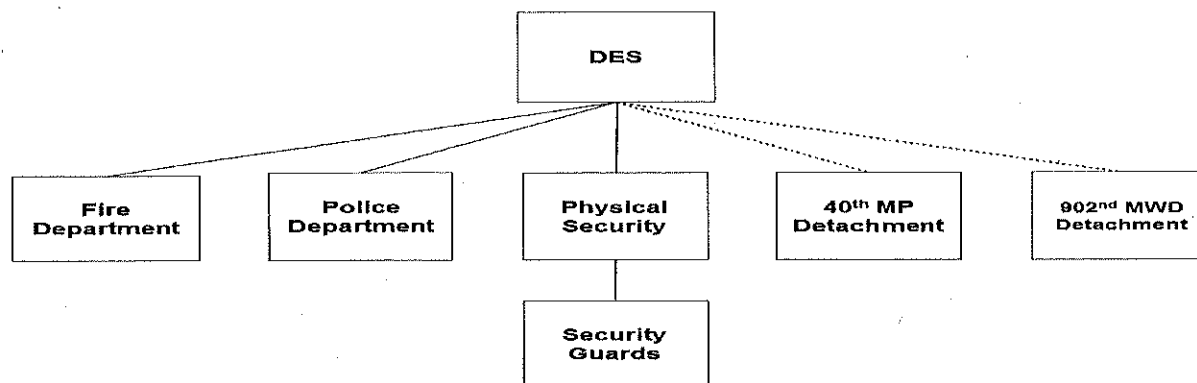 DES
Fire
Department
Police
Department
Physical
Security
40th MP
Detachment
902nd MWD
Detachment
Security
Guards